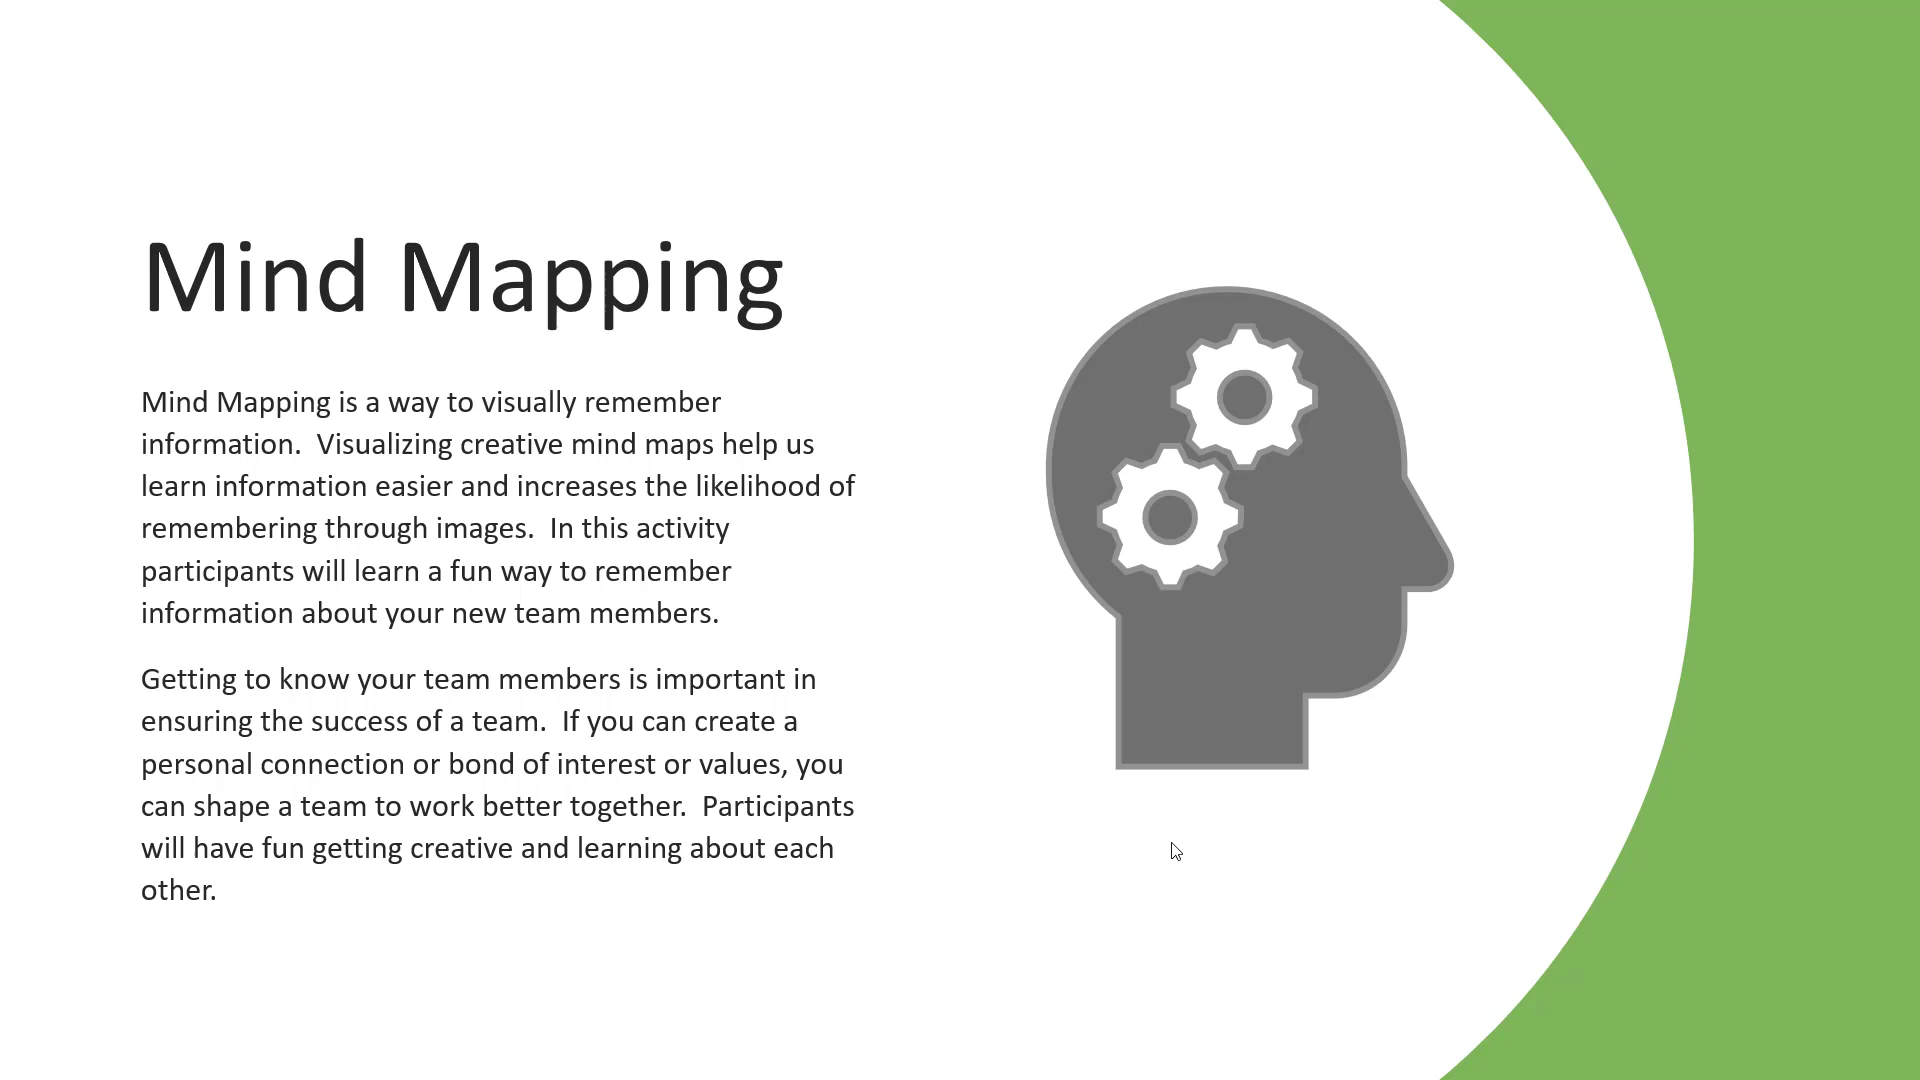 Mind Mapping
Mind Mapping is a way to visually remember
information.  Visualizing creative mind maps help us
learn information easier and increases the likelihood of
remembering through images.  In this activity
participants will learn a fun way to remember
information about your new team members.
Getting to know your team members is important in
ensuring the success of a team.  If you can create a
personal connection or bond of interest or values, you
can shape a team to work better together.  Participants
will have fun getting creative and learning about each
other.